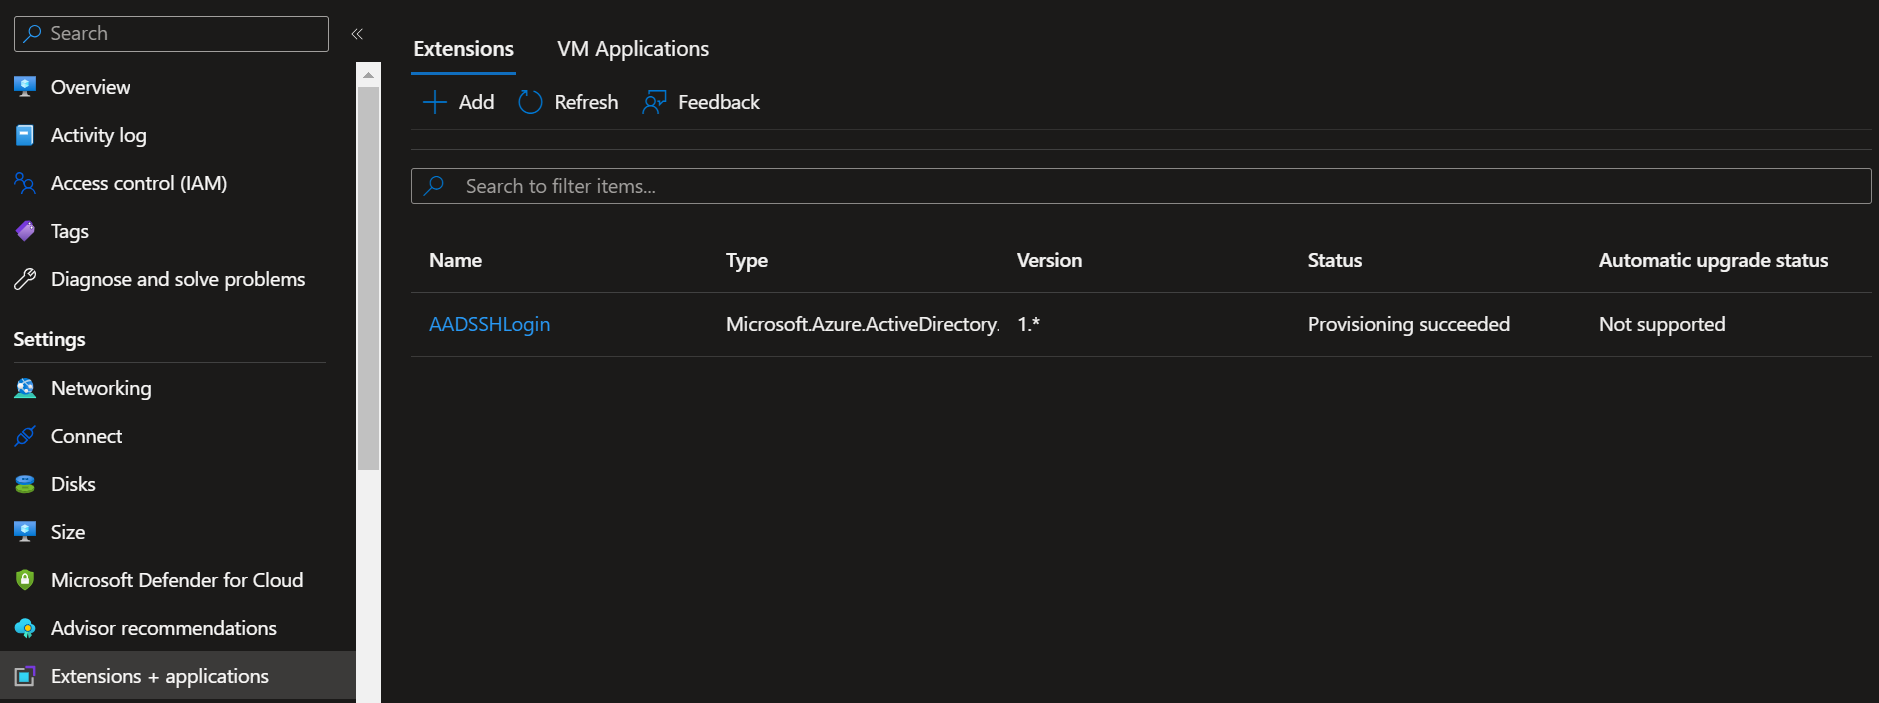 Search
«
Overview
Activity log
Access control (IAM)
Tags
Diagnose and solve problems
Settings
Networking
Connect
Disks
Size
Microsoft Defender for Cloud
Advisor recommendations
Extensions + applications
Extensions VM Applications
Add Refresh Feedback
Search to filter items...
Name Type Version Status Automatic upgrade status
AADSSHLogin Microsoft.Azure.ActiveDirectory. 1.* Provisioning succeeded Not supported